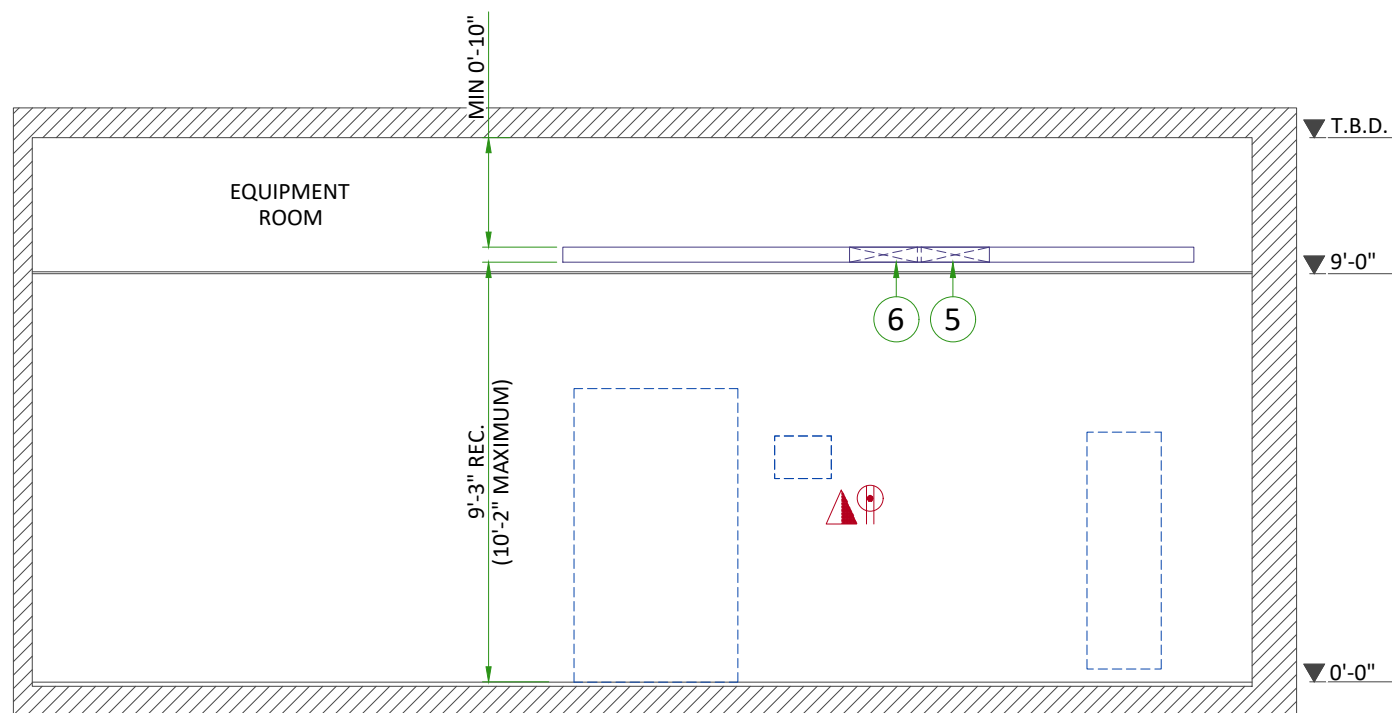 MIN 0'-10"
T.B.D.
EQUIPMENT
ROOM
9'-0"
6
5
9'-3" REC.
(10'-2" MAXIMUM)
0'-0"